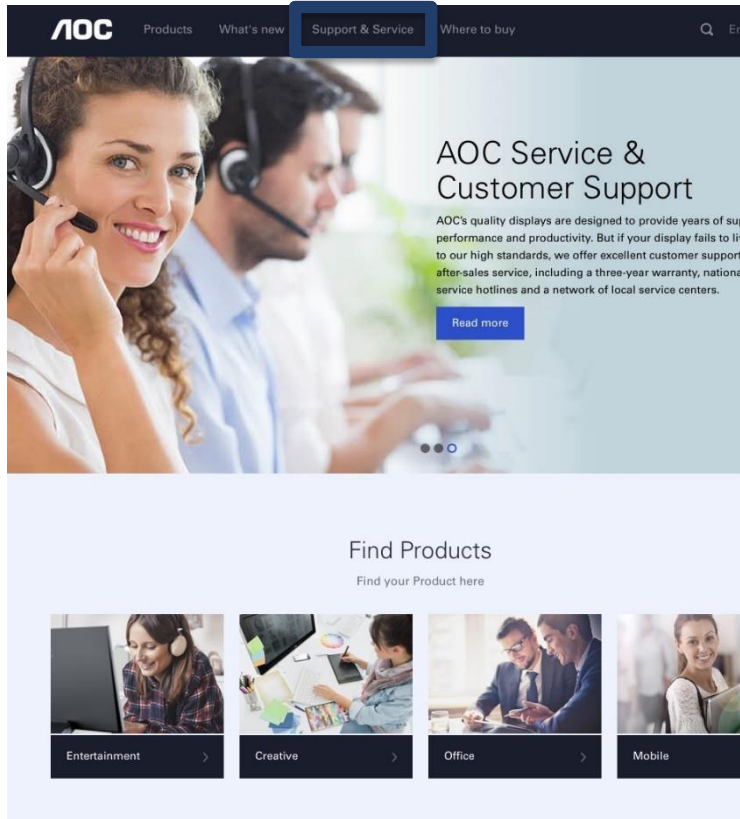 AOC
Products What's new Support & Service Where to buy
AOC Service &
Customer Support
AOC's quality displays are designed to provide years of
performance and productivity. But if your display fails to
to our high standards, we offer excellent customer support
after-sales service, including a three-year warranty,
service hotlines and a network of local service centers.
Read more
Find Products
Find your Product here
Entertainment
Creative
Office
Mobile